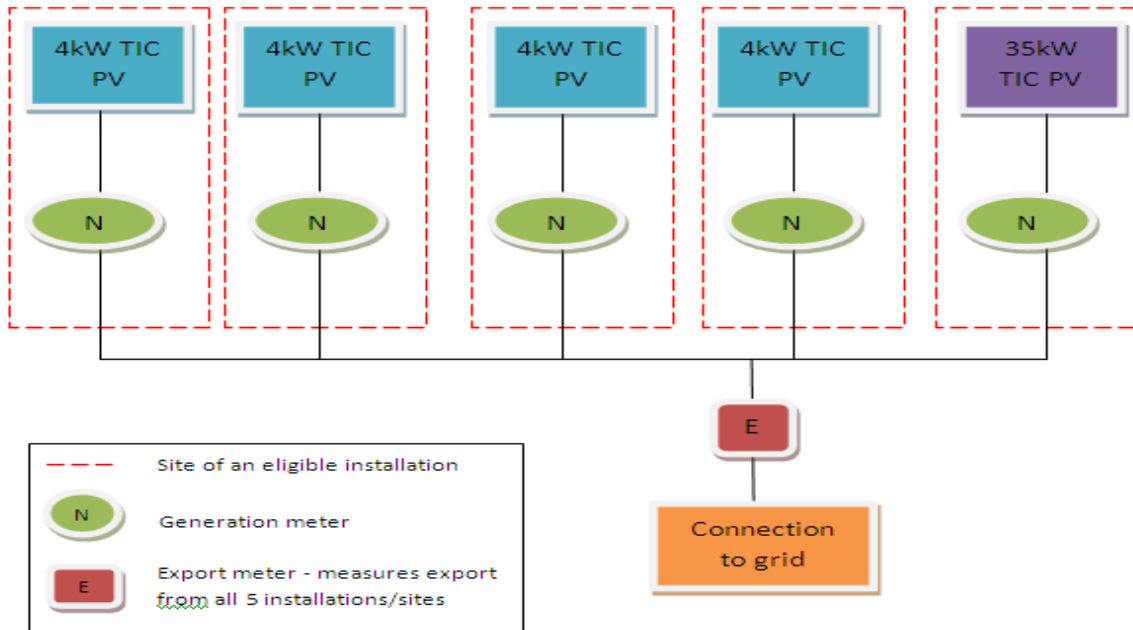 4kW TIC
PV
4kW TIC
PV
4kW TIC
PV
4kW TIC
PV
35kW
TIC PV
N
N
N
N
N
E
Connection
to grid
Site of an eligible installation
N
Generation meter
E
Export meter - measures export
from all 5 installations/sites